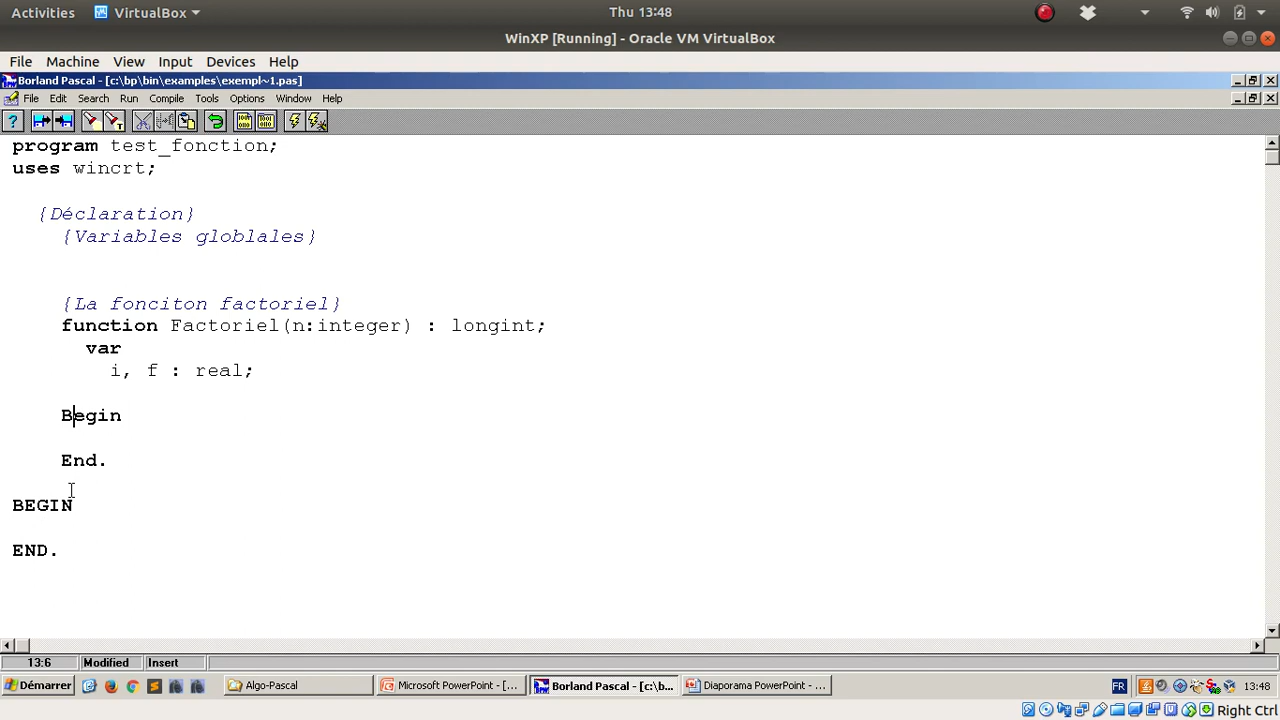 Activities VirtualBox Thu 13:48
WinXP [Running] - Oracle VM VirtualBox
File Machine View Input Devices Help
Borland Pascal - [c:\bp\bin\examples\exempl~1.pas]
File Edit Search Run Compile Tools Options Window Help
program test_fonction;
uses wincrt;
{Déclaration}
{Variables globlales}
{La fonciton factoriel}
function Factoriel(n:integer) : longint;
var
i, f : real;
Begin
End.
BEGIN
END.
13:6 Modified Insert
Démarrer Algo-Pascal Microsoft PowerPoint - [... Borland Pascal - [c:\b... Diaporama PowerPoint - ... FR 13:48
Right Ctrl